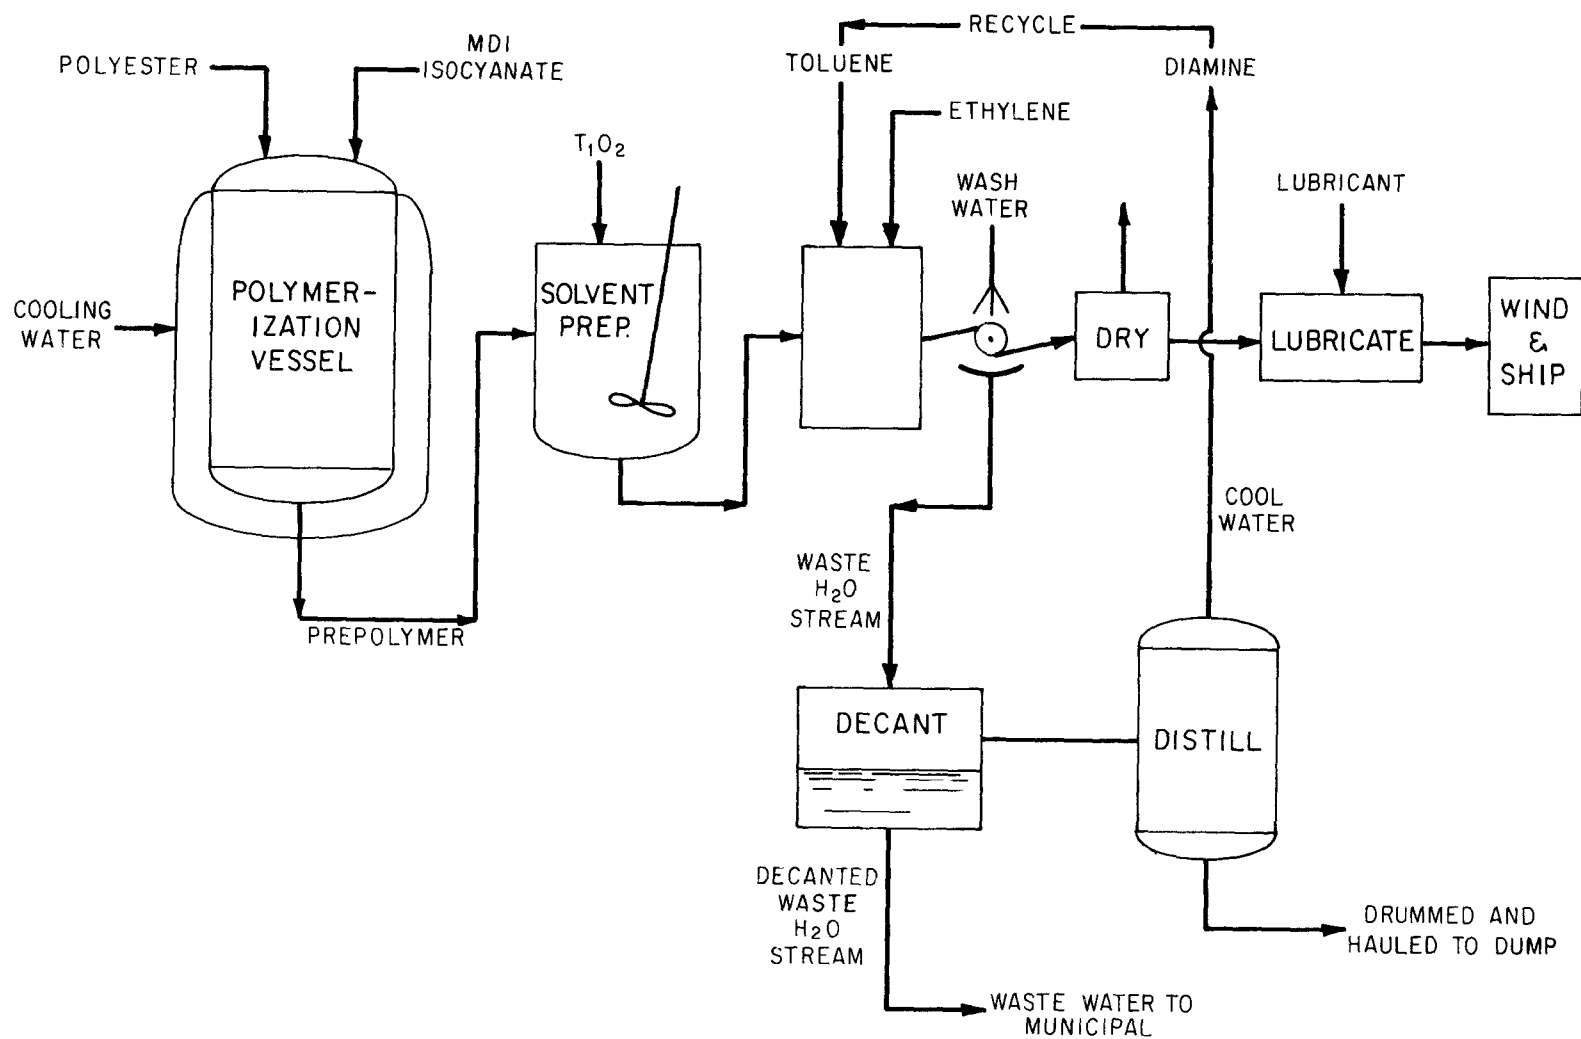 RECYCLE
MDI
ISOCYANATE
POLYESTER
TOLUENE
DIAMINE
ETHYLENE
T₁O₂
WASH
WATER
LUBRICANT
COOLING
WATER
POLYMER-
IZATION
VESSEL
SOLVENT
PREP.
DRY
LUBRICATE
WIND
&
SHIP
COOL
WATER
WASTE
H₂O
STREAM
PREPOLYMER
DECANT
DISTILL
DECANTED
WASTE
H₂O
STREAM
DRUMMED AND
HAULED TO DUMP
WASTE WATER TO
MUNICIPAL